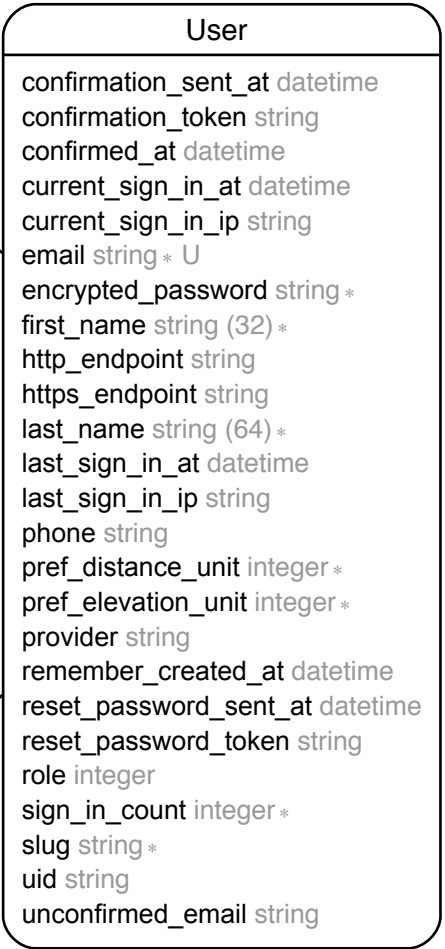 User
confirmation_sent_at datetime
confirmation_token string
confirmed_at datetime
current_sign_in_at datetime
current_sign_in_ip string
email string ∗ U
encrypted_password string ∗
first_name string (32) ∗
http_endpoint string
https_endpoint string
last_name string (64) ∗
last_sign_in_at datetime
last_sign_in_ip string
phone string
pref_distance_unit integer ∗
pref_elevation_unit integer ∗
provider string
remember_created_at datetime
reset_password_sent_at datetime
reset_password_token string
role integer
sign_in_count integer ∗
slug string ∗
uid string
unconfirmed_email string